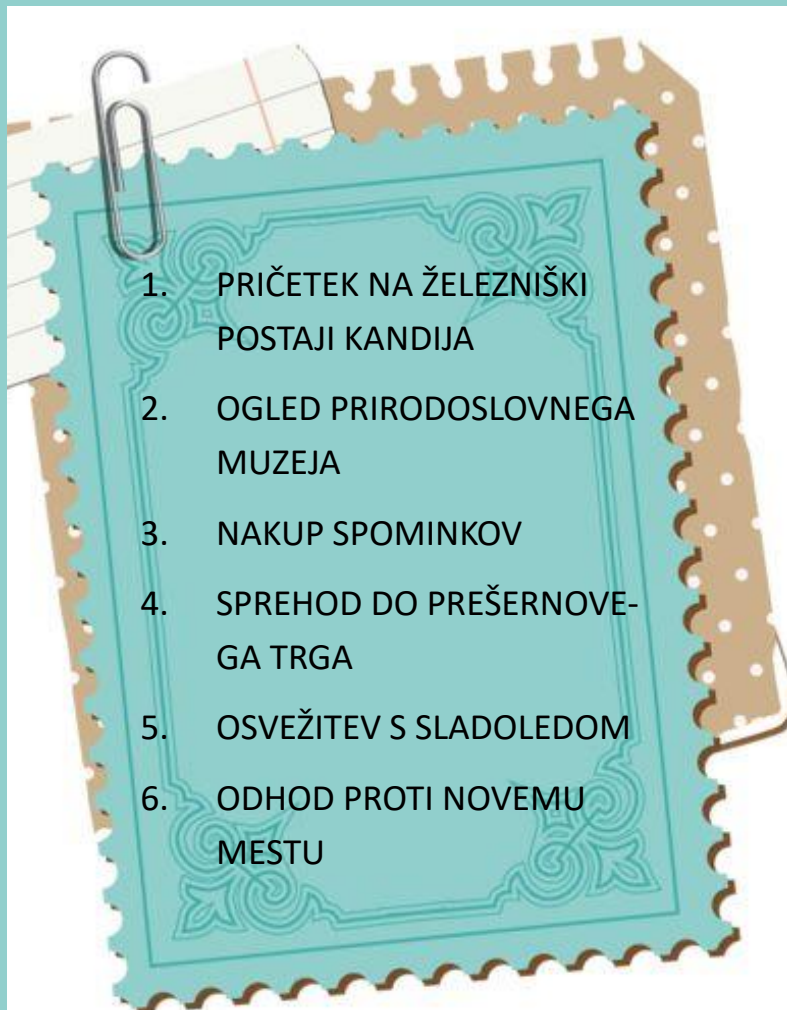 1. PRIČETEK NA ŽELEZNIŠKI
POSTAJI KANDIJA
2. OGLED PRIRODOSLOVNEGA
MUZEJA
3. NAKUP SPOMINKOV
4. SPREHOD DO PREŠERNOVE-
GA TRGA
5. OSVEŽITEV S SLADOLEDOM
6. ODHOD PROTI NOVEMU
MESTU